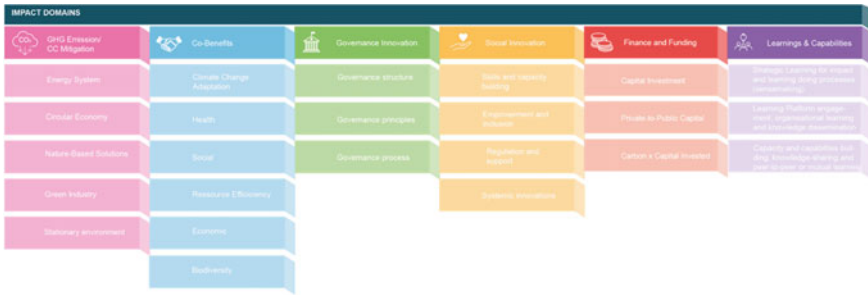 IMPACT DOMAINS
CO₂
GHG Emission/
CC Mitigation
Energy System
Circular Economy
Nature-Based Solutions
Green Industry
Stationary environment
Co-Benefits
Climate Change
Adaptation
Health
Social
Ressource Efficiency
Economic
Biodiversity
Governance Innovation
Governance structure
Governance principles
Governance process
Social Innovation
Skills and capacity
building
Empowerment and
inclusion
Regulation and
support
Systemic innovations
Finance and Funding
Capital Investment
Private-to-Public Capital
Carbon x Capital Invested
Learnings & Capabilities
Strategic Learning for impact
and learning doing processes
(sensemaking)
Learning Platform engage-
ment, organisational learning
and knowledge dissemination
Capacity and capabilities buil-
ding, knowledge-sharing and
peer-to-peer or mutual learning